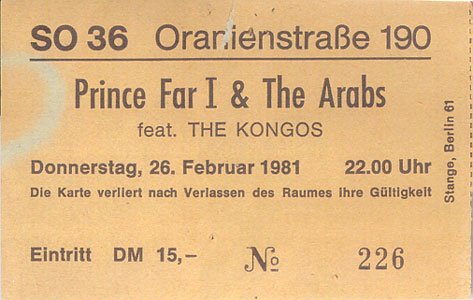 SO 36 Oranienstraße 190
Prince Far I & The Arabs
feat. THE KONGOS
Donnerstag, 26. Februar 1981 22.00 Uhr
Die Karte verliert nach Verlassen des Raumes ihre Gültigkeit
Eintritt DM 15,– No 226
Stange, Berlin 61